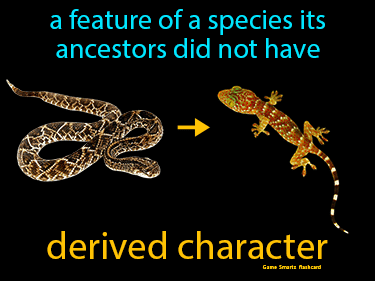 a feature of a species its
ancestors did not have
derived character
Game Smartz flashcard